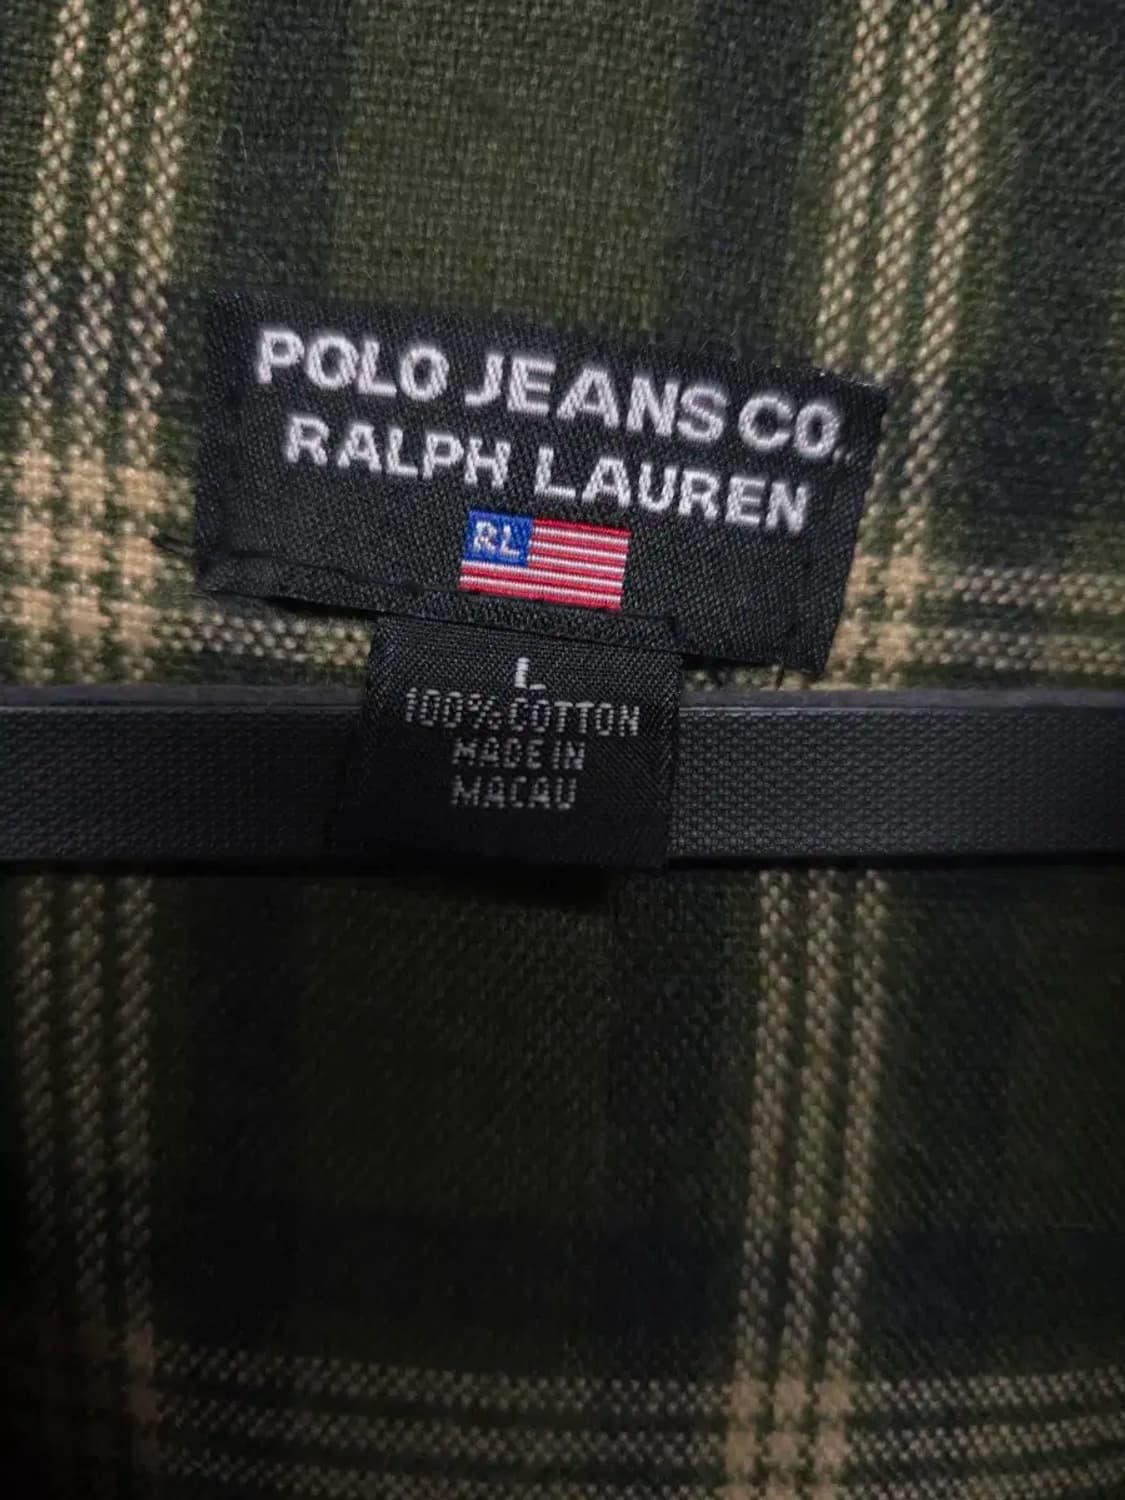 POLO JEANS CO.
RALPH LAUREN
RL
L
100% COTTON
MADE IN
MACAU